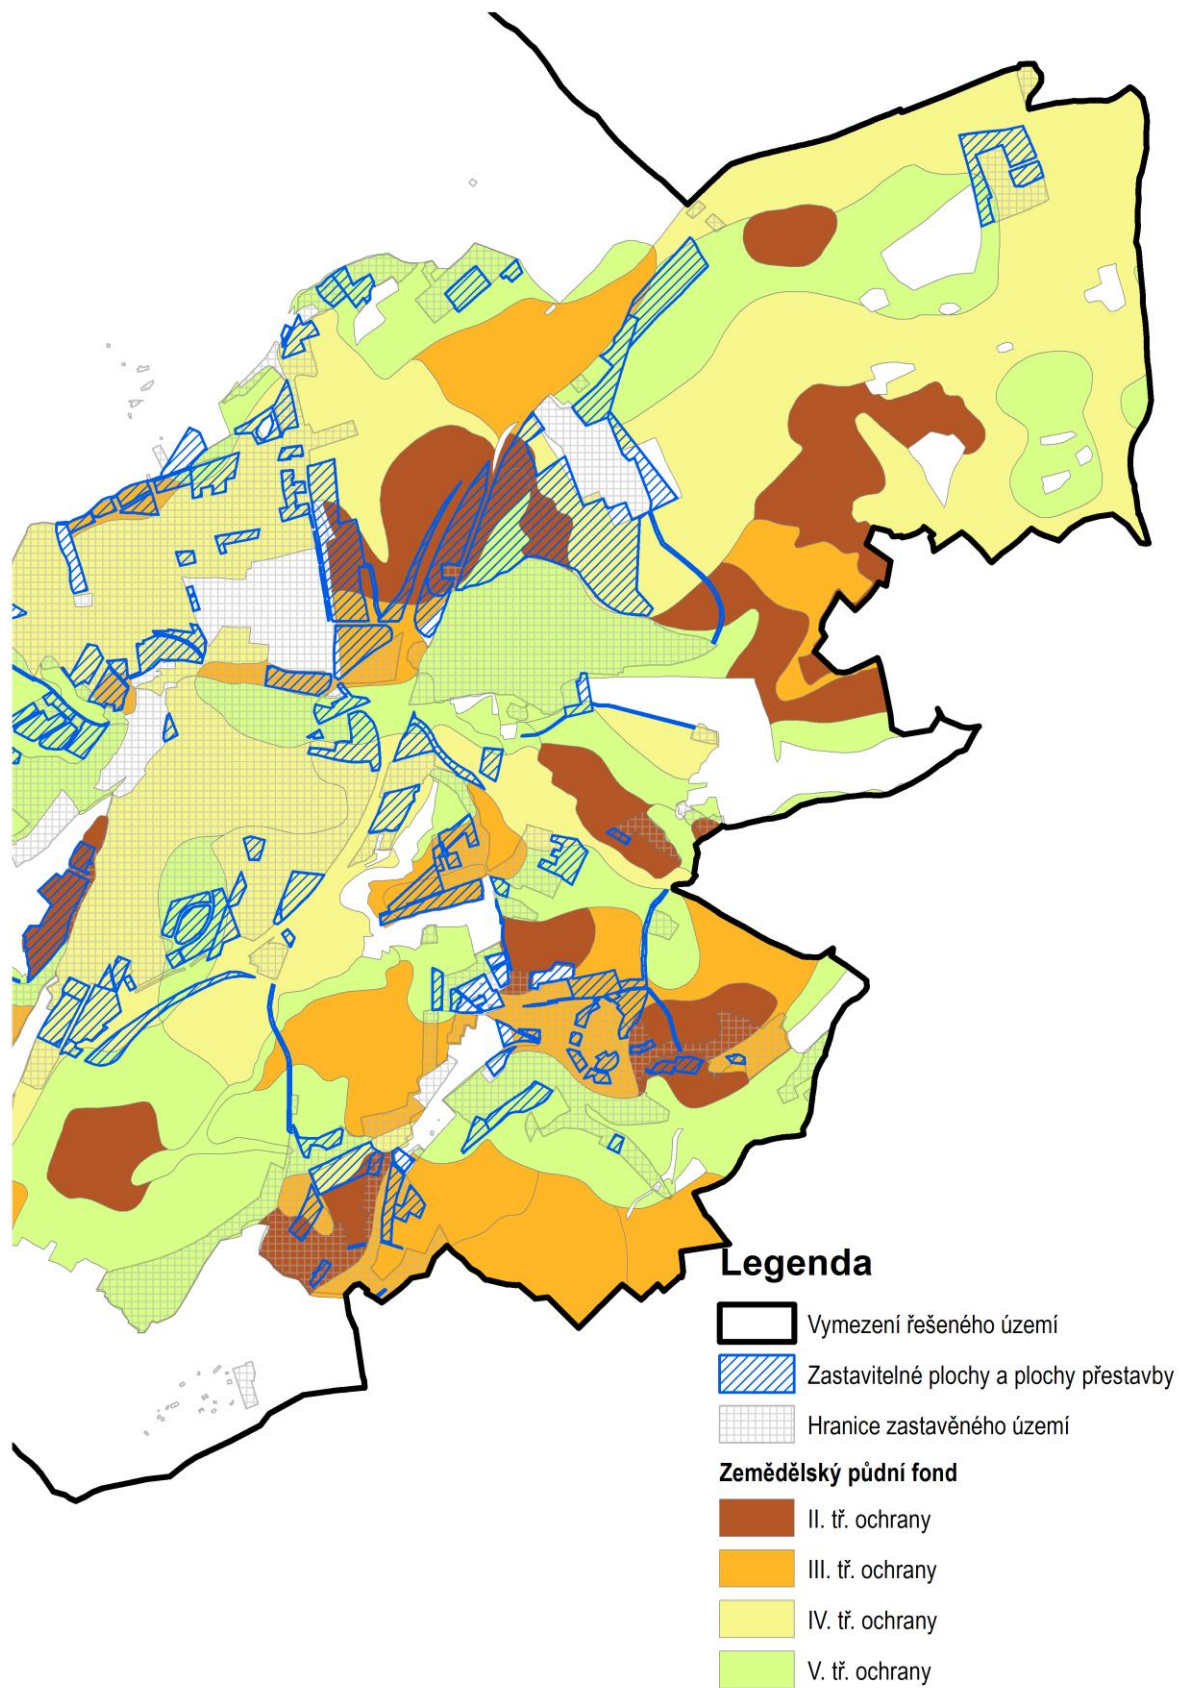 Legenda
Vymezení řešeného území
Zastavitelné plochy a plochy přestavby
Hranice zastavěného území
Zemědělský půdní fond
II. tř. ochrany
III. tř. ochrany
IV. tř. ochrany
V. tř. ochrany